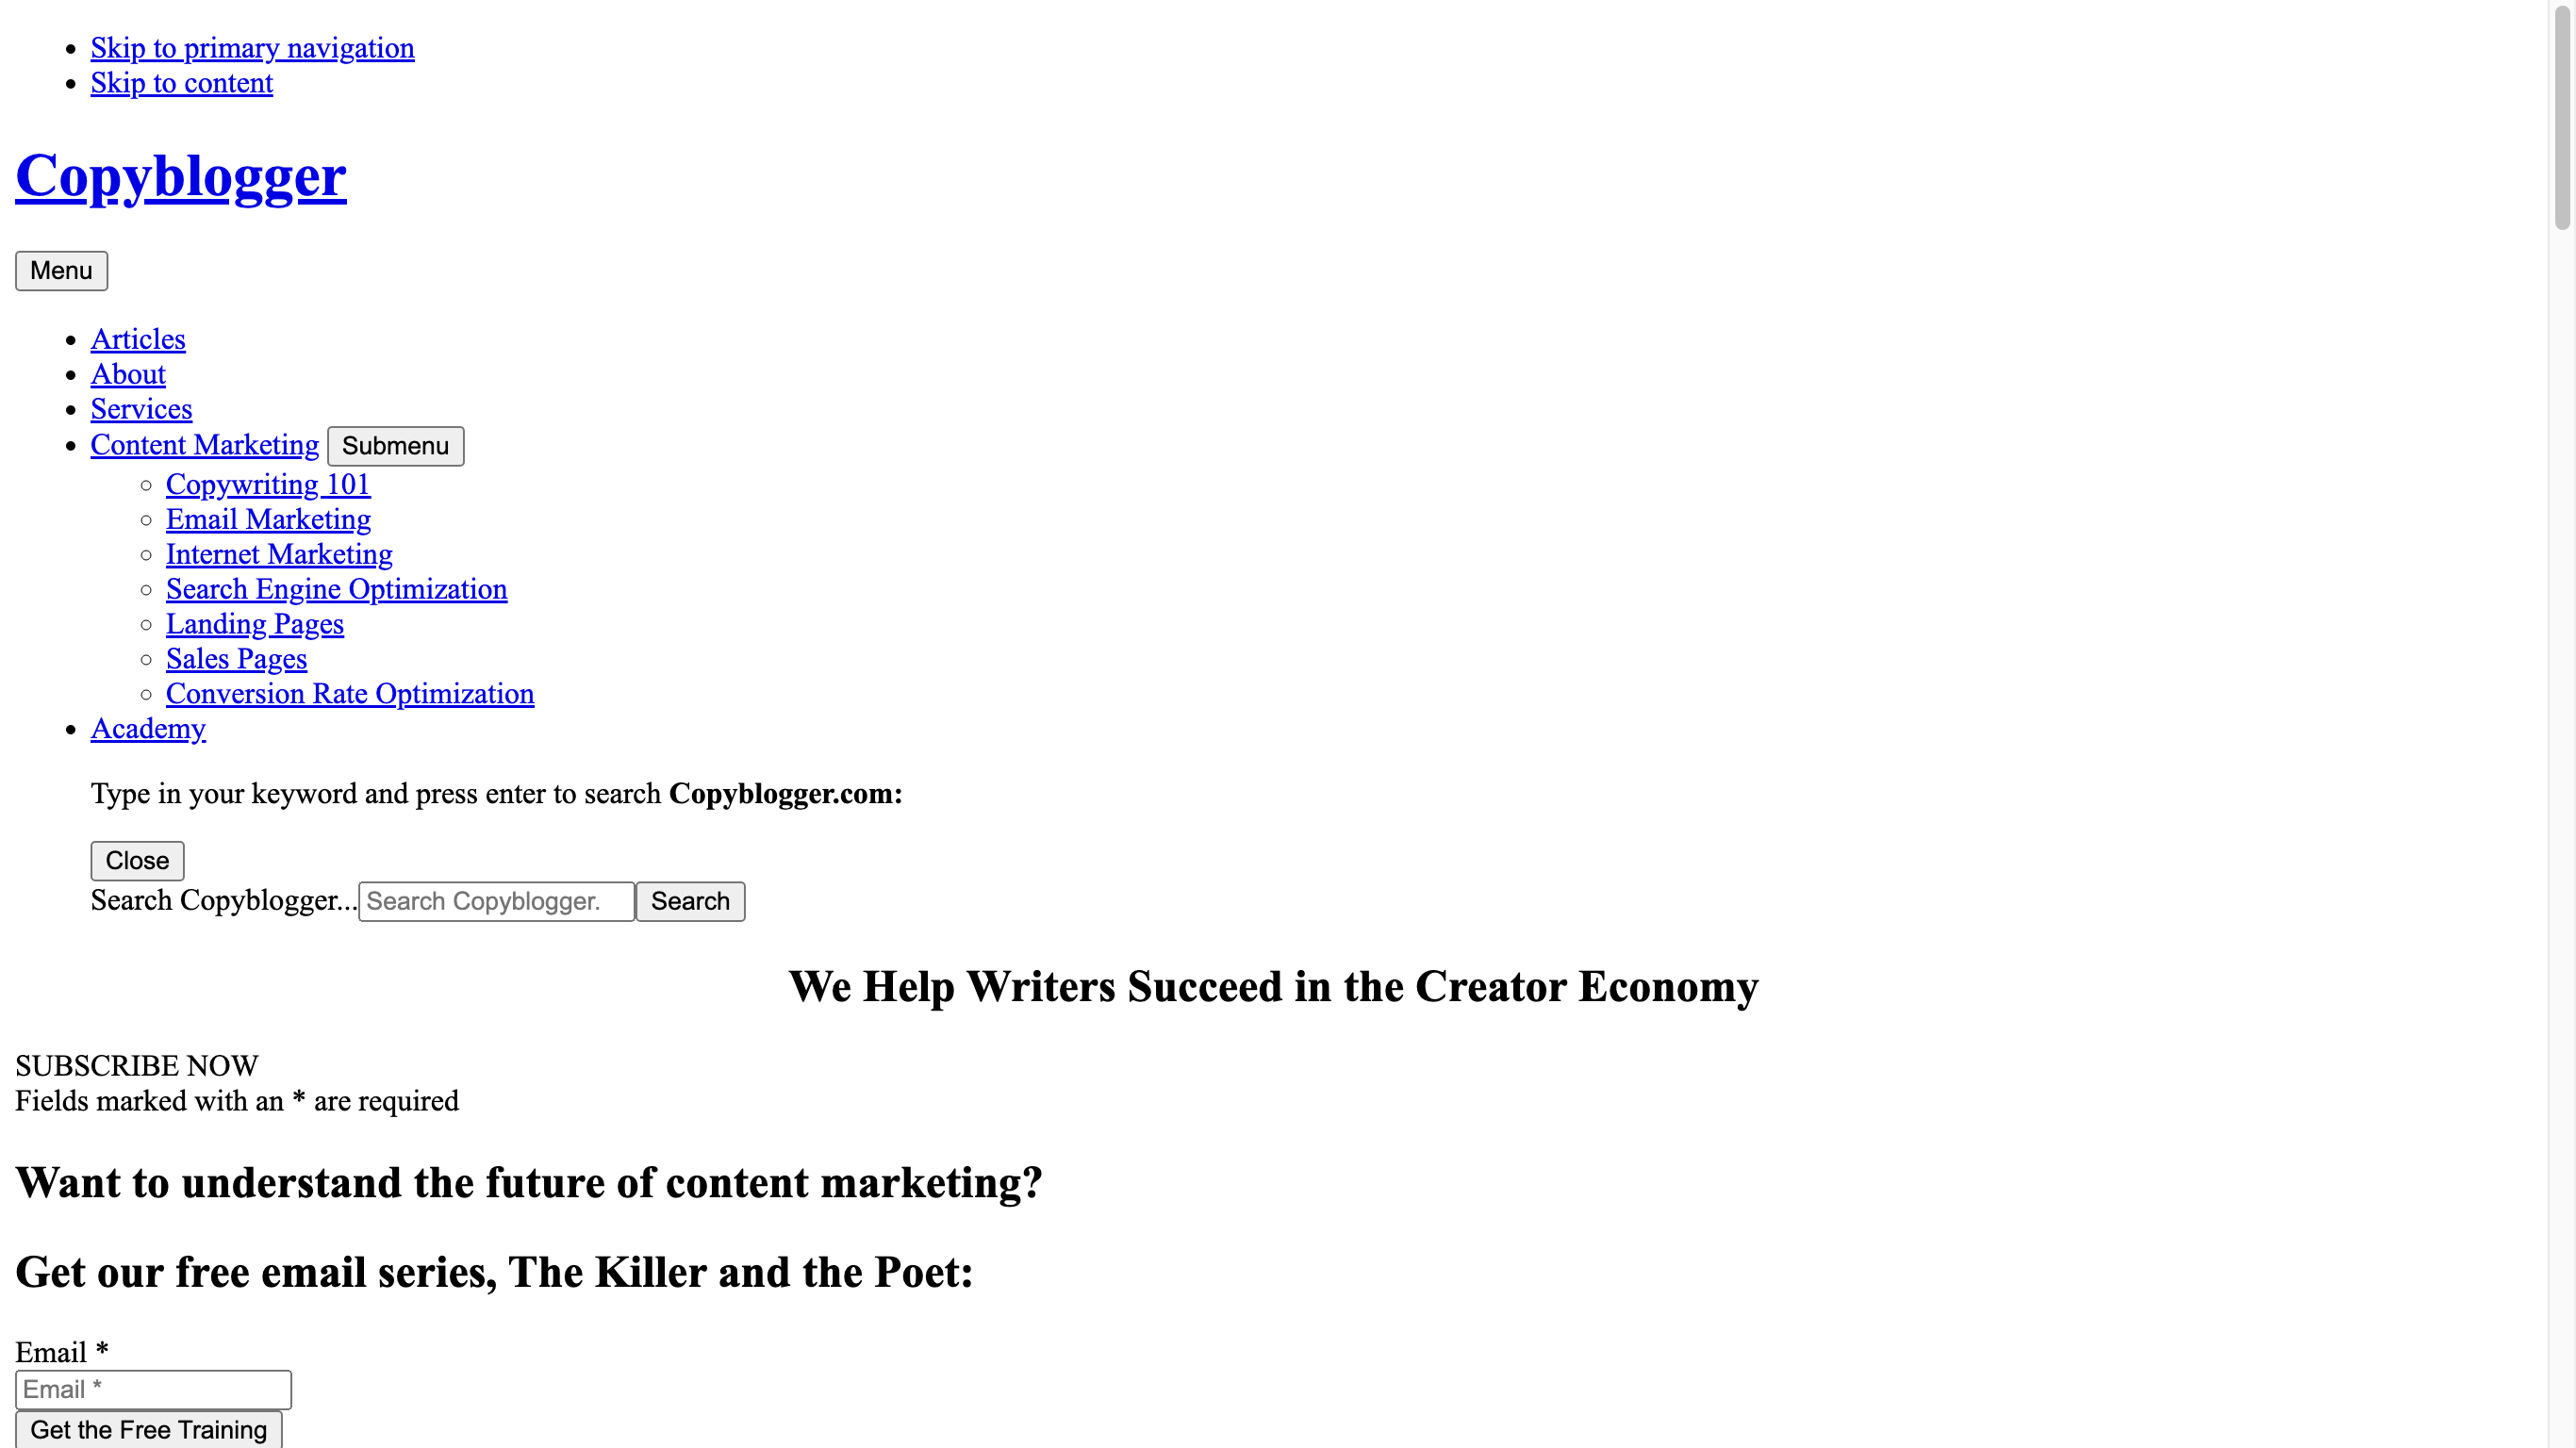 Skip to primary navigation
Skip to content
Copyblogger
Menu
Articles
About
Services
Content Marketing Submenu
Copywriting 101
Email Marketing
Internet Marketing
Search Engine Optimization
Landing Pages
Sales Pages
Conversion Rate Optimization
Academy
Type in your keyword and press enter to search Copyblogger.com:
Close
Search Copyblogger... Search Copyblogger. Search
We Help Writers Succeed in the Creator Economy
SUBSCRIBE NOW
Fields marked with an * are required
Want to understand the future of content marketing?
Get our free email series, The Killer and the Poet:
Email *
Email *
Get the Free Training